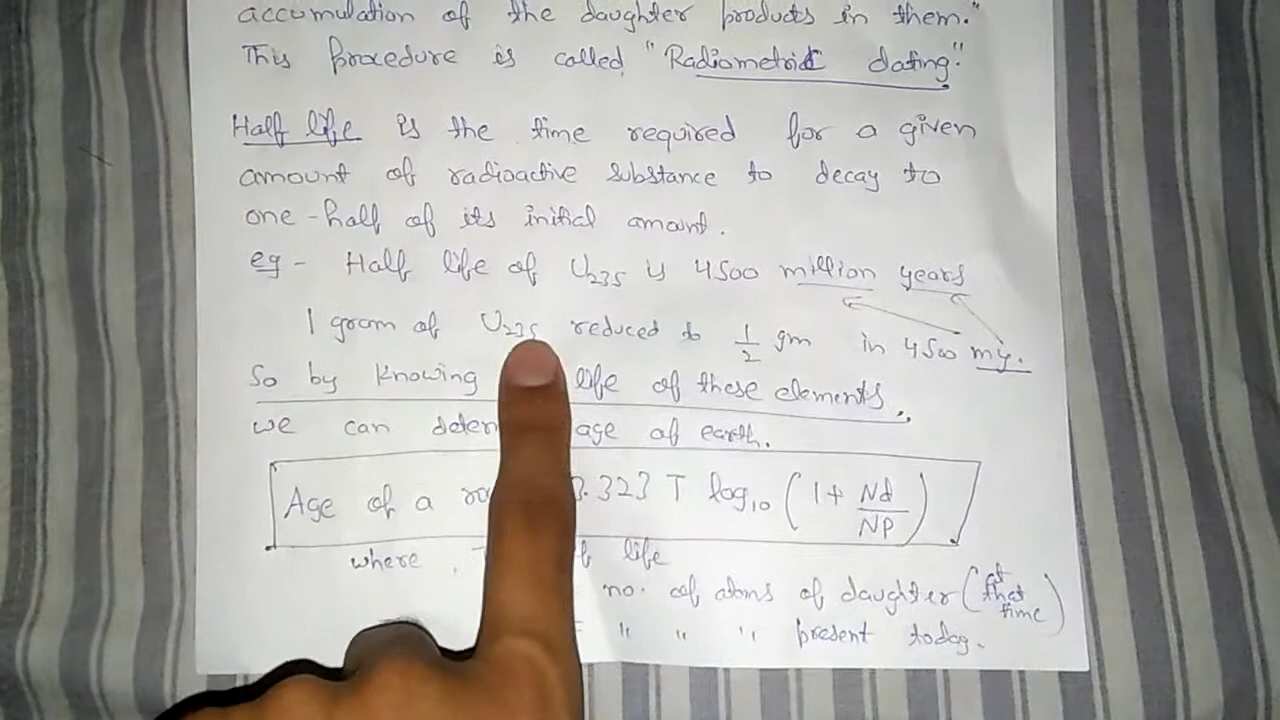 accumulation of the daughter products in them."
This procedure is called, "Radiometric dating".
Half life is the time required for a given
amount of radioactive substance to decay to
one-half of its initial amount.
eg - Half life of U235 is 4500 million years
1 gram of U235 reduced to 1/2 gm in 4500 my.
So by knowing life of these elements,
we can age of earth.
Age of a 3.323 T log10 (1 + Nd/NP)
where, life
no. of atoms of daughter (at that time)
" " " present today.